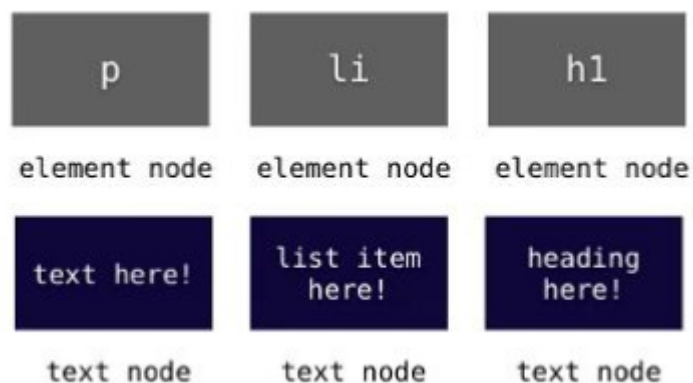 p
li
h1
element node
element node
element node
text here!
list item
here!
heading
here!
text node
text node
text node